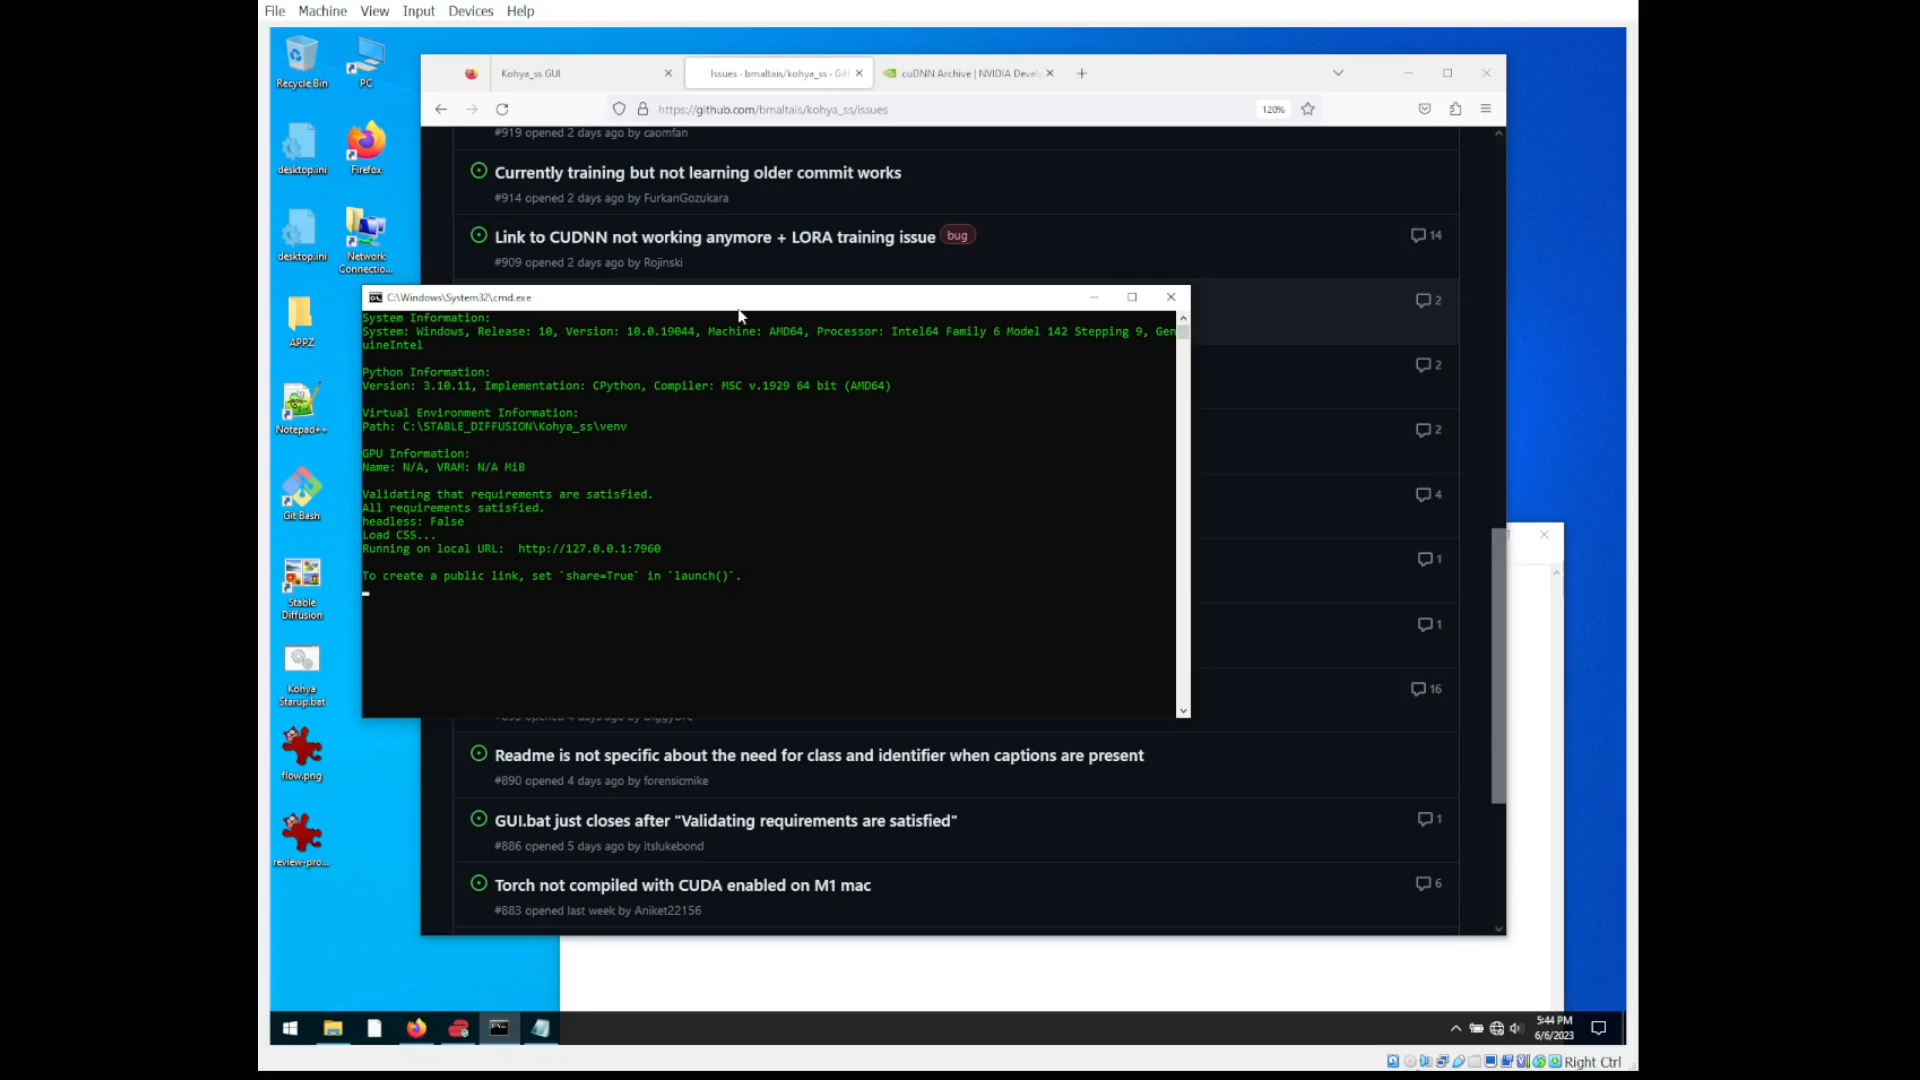 File Machine View Input Devices Help
Recycle Bin
PC
desktop.ini
Firefox
desktop.ini
Network Connectio...
APPZ
Notepad++
Git Bash
Stable Diffusion
Kohya Starup.bat
flow.png
review-pro...
Kohya_ss GUI
Issues · bmaltais/kohya_ss · Git
cuDNN Archive | NVIDIA Devel
https://github.com/bmaltais/kohya_ss/issues
120%
#919 opened 2 days ago by caomfan
Currently training but not learning older commit works
#914 opened 2 days ago by FurkanGozukara
Link to CUDNN not working anymore + LORA training issue bug
14
#909 opened 2 days ago by Rojinski
2
2
2
4
1
1
16
C:\Windows\System32\cmd.exe
System Information:
System: Windows, Release: 10, Version: 10.0.19044, Machine: AMD64, Processor: Intel64 Family 6 Model 142 Stepping 9, Gen
uineIntel
Python Information:
Version: 3.10.11, Implementation: CPython, Compiler: MSC v.1929 64 bit (AMD64)
Virtual Environment Information:
Path: C:\STABLE_DIFFUSION\Kohya_ss\venv
GPU Information:
Name: N/A, VRAM: N/A MiB
Validating that requirements are satisfied.
All requirements satisfied.
headless: False
Load CSS...
Running on local URL:  http://127.0.0.1:7960
To create a public link, set `share=True` in `launch()`.
Readme is not specific about the need for class and identifier when captions are present
#890 opened 4 days ago by forensicmike
GUI.bat just closes after "Validating requirements are satisfied"
1
#886 opened 5 days ago by itslukebond
Torch not compiled with CUDA enabled on M1 mac
6
#883 opened last week by Aniket22156
5:44 PM
6/6/2023
Right Ctrl